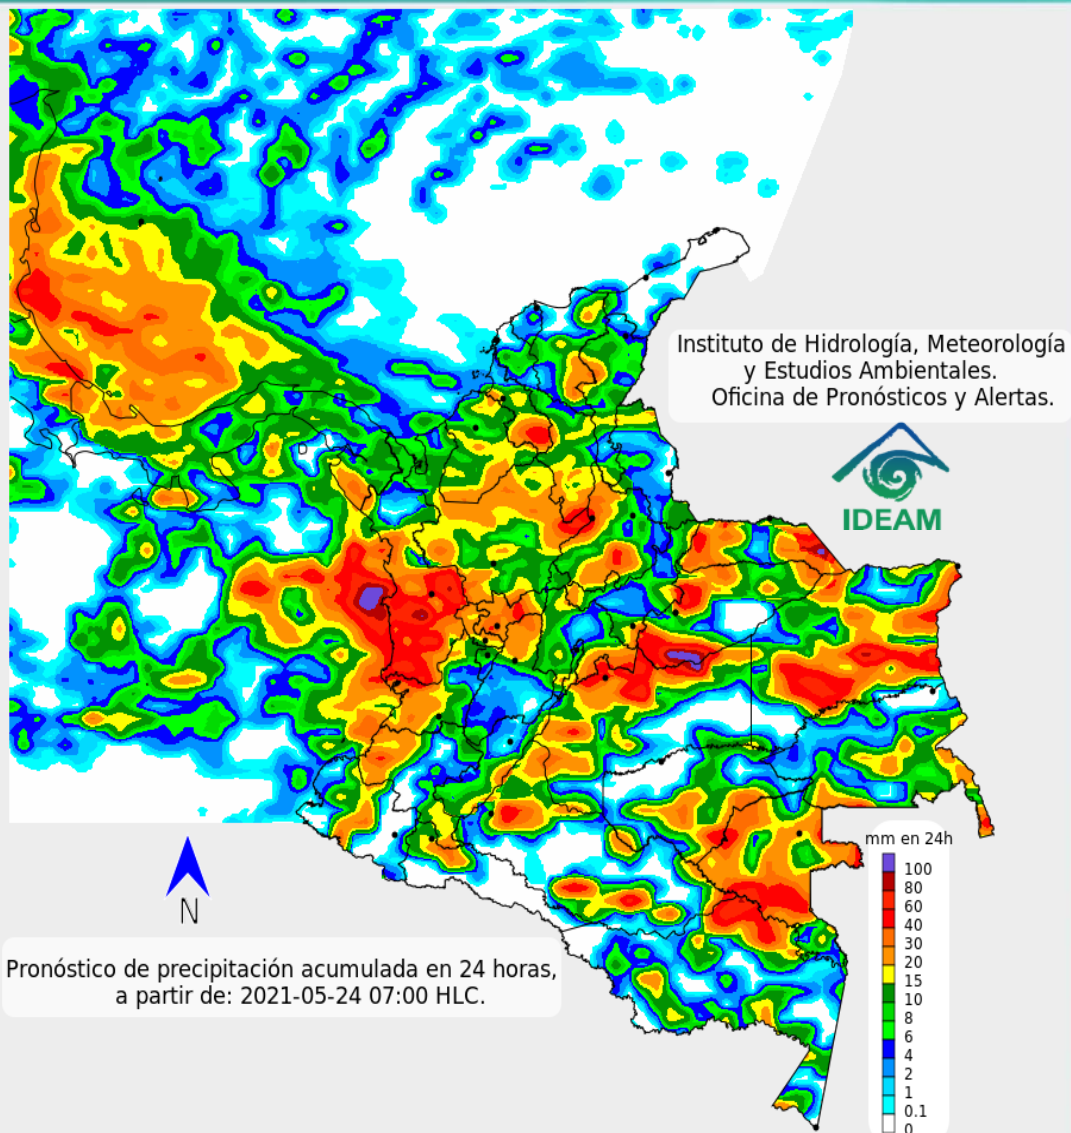 Instituto de Hidrología, Meteorología
y Estudios Ambientales.
Oficina de Pronósticos y Alertas.
IDEAM
mm en 24h
100
80
60
40
30
20
15
10
8
6
4
2
1
0.1
0
N
Pronóstico de precipitación acumulada en 24 horas,
a partir de: 2021-05-24 07:00 HLC.